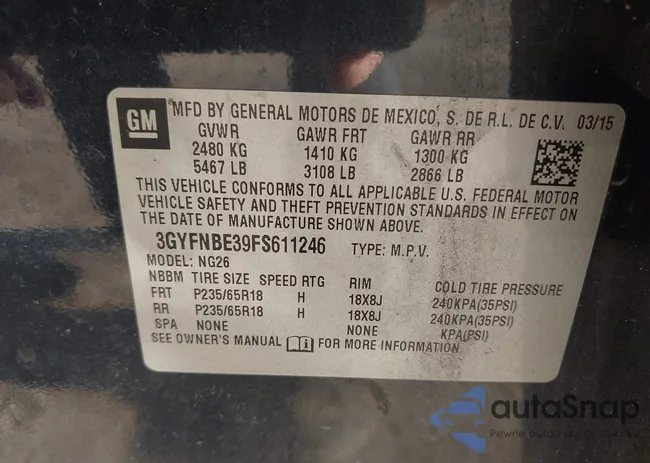 GM
® MFD BY GENERAL MOTORS DE MEXICO, S. DE R.L. DE C.V. 03/15
GVWR GAWR FRT GAWR RR
2480 KG 1410 KG 1300 KG
5467 LB 3108 LB 2866 LB
THIS VEHICLE CONFORMS TO ALL APPLICABLE U.S. FEDERAL MOTOR
VEHICLE SAFETY AND THEFT PREVENTION STANDARDS IN EFFECT ON
THE DATE OF MANUFACTURE SHOWN ABOVE.
3GYFNBE39FS611246 TYPE: M.P.V.
MODEL: NG26
NBBM TIRE SIZE SPEED RTG RIM COLD TIRE PRESSURE
FRT P235/65R18 H 18X8J 240KPA(35PSI)
RR P235/65R18 H 18X8J 240KPA(35PSI)
SPA NONE NONE KPA(PSI)
SEE OWNER'S MANUAL FOR MORE INFORMATION.
autaSnap
Pewne auta